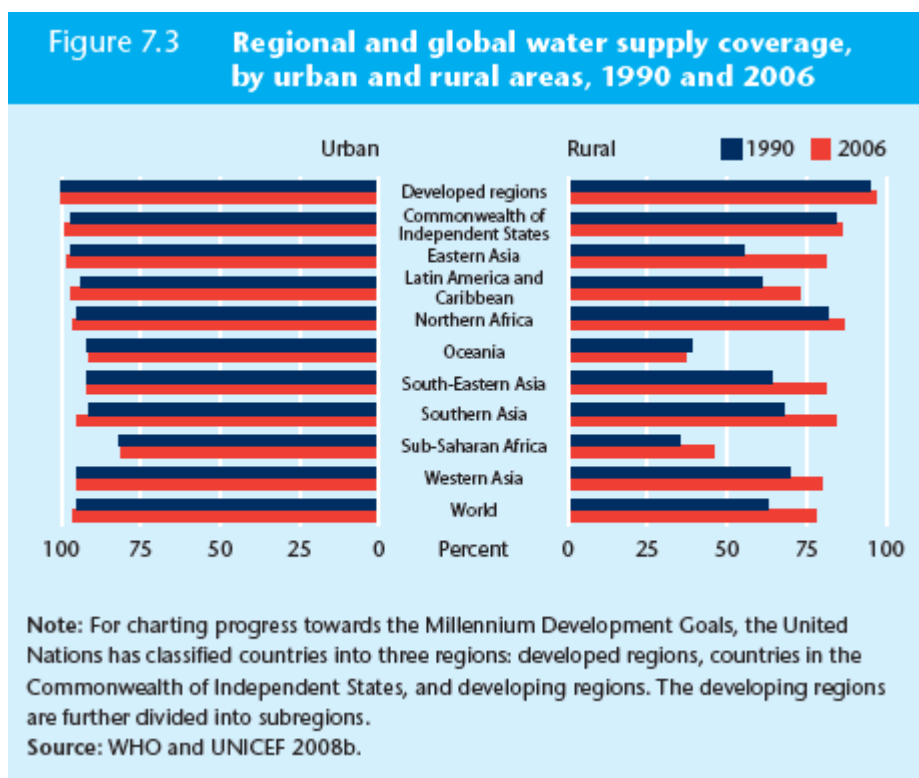 Figure 7.3 Regional and global water supply coverage,
by urban and rural areas, 1990 and 2006
Urban Rural 1990 2006
Developed regions
Commonwealth of
Independent States
Eastern Asia
Latin America and
Caribbean
Northern Africa
Oceania
South-Eastern Asia
Southern Asia
Sub-Saharan Africa
Western Asia
World
100 75 50 25 0 Percent 0 25 50 75 100
Note: For charting progress towards the Millennium Development Goals, the United
Nations has classified countries into three regions: developed regions, countries in the
Commonwealth of Independent States, and developing regions. The developing regions
are further divided into subregions.
Source: WHO and UNICEF 2008b.